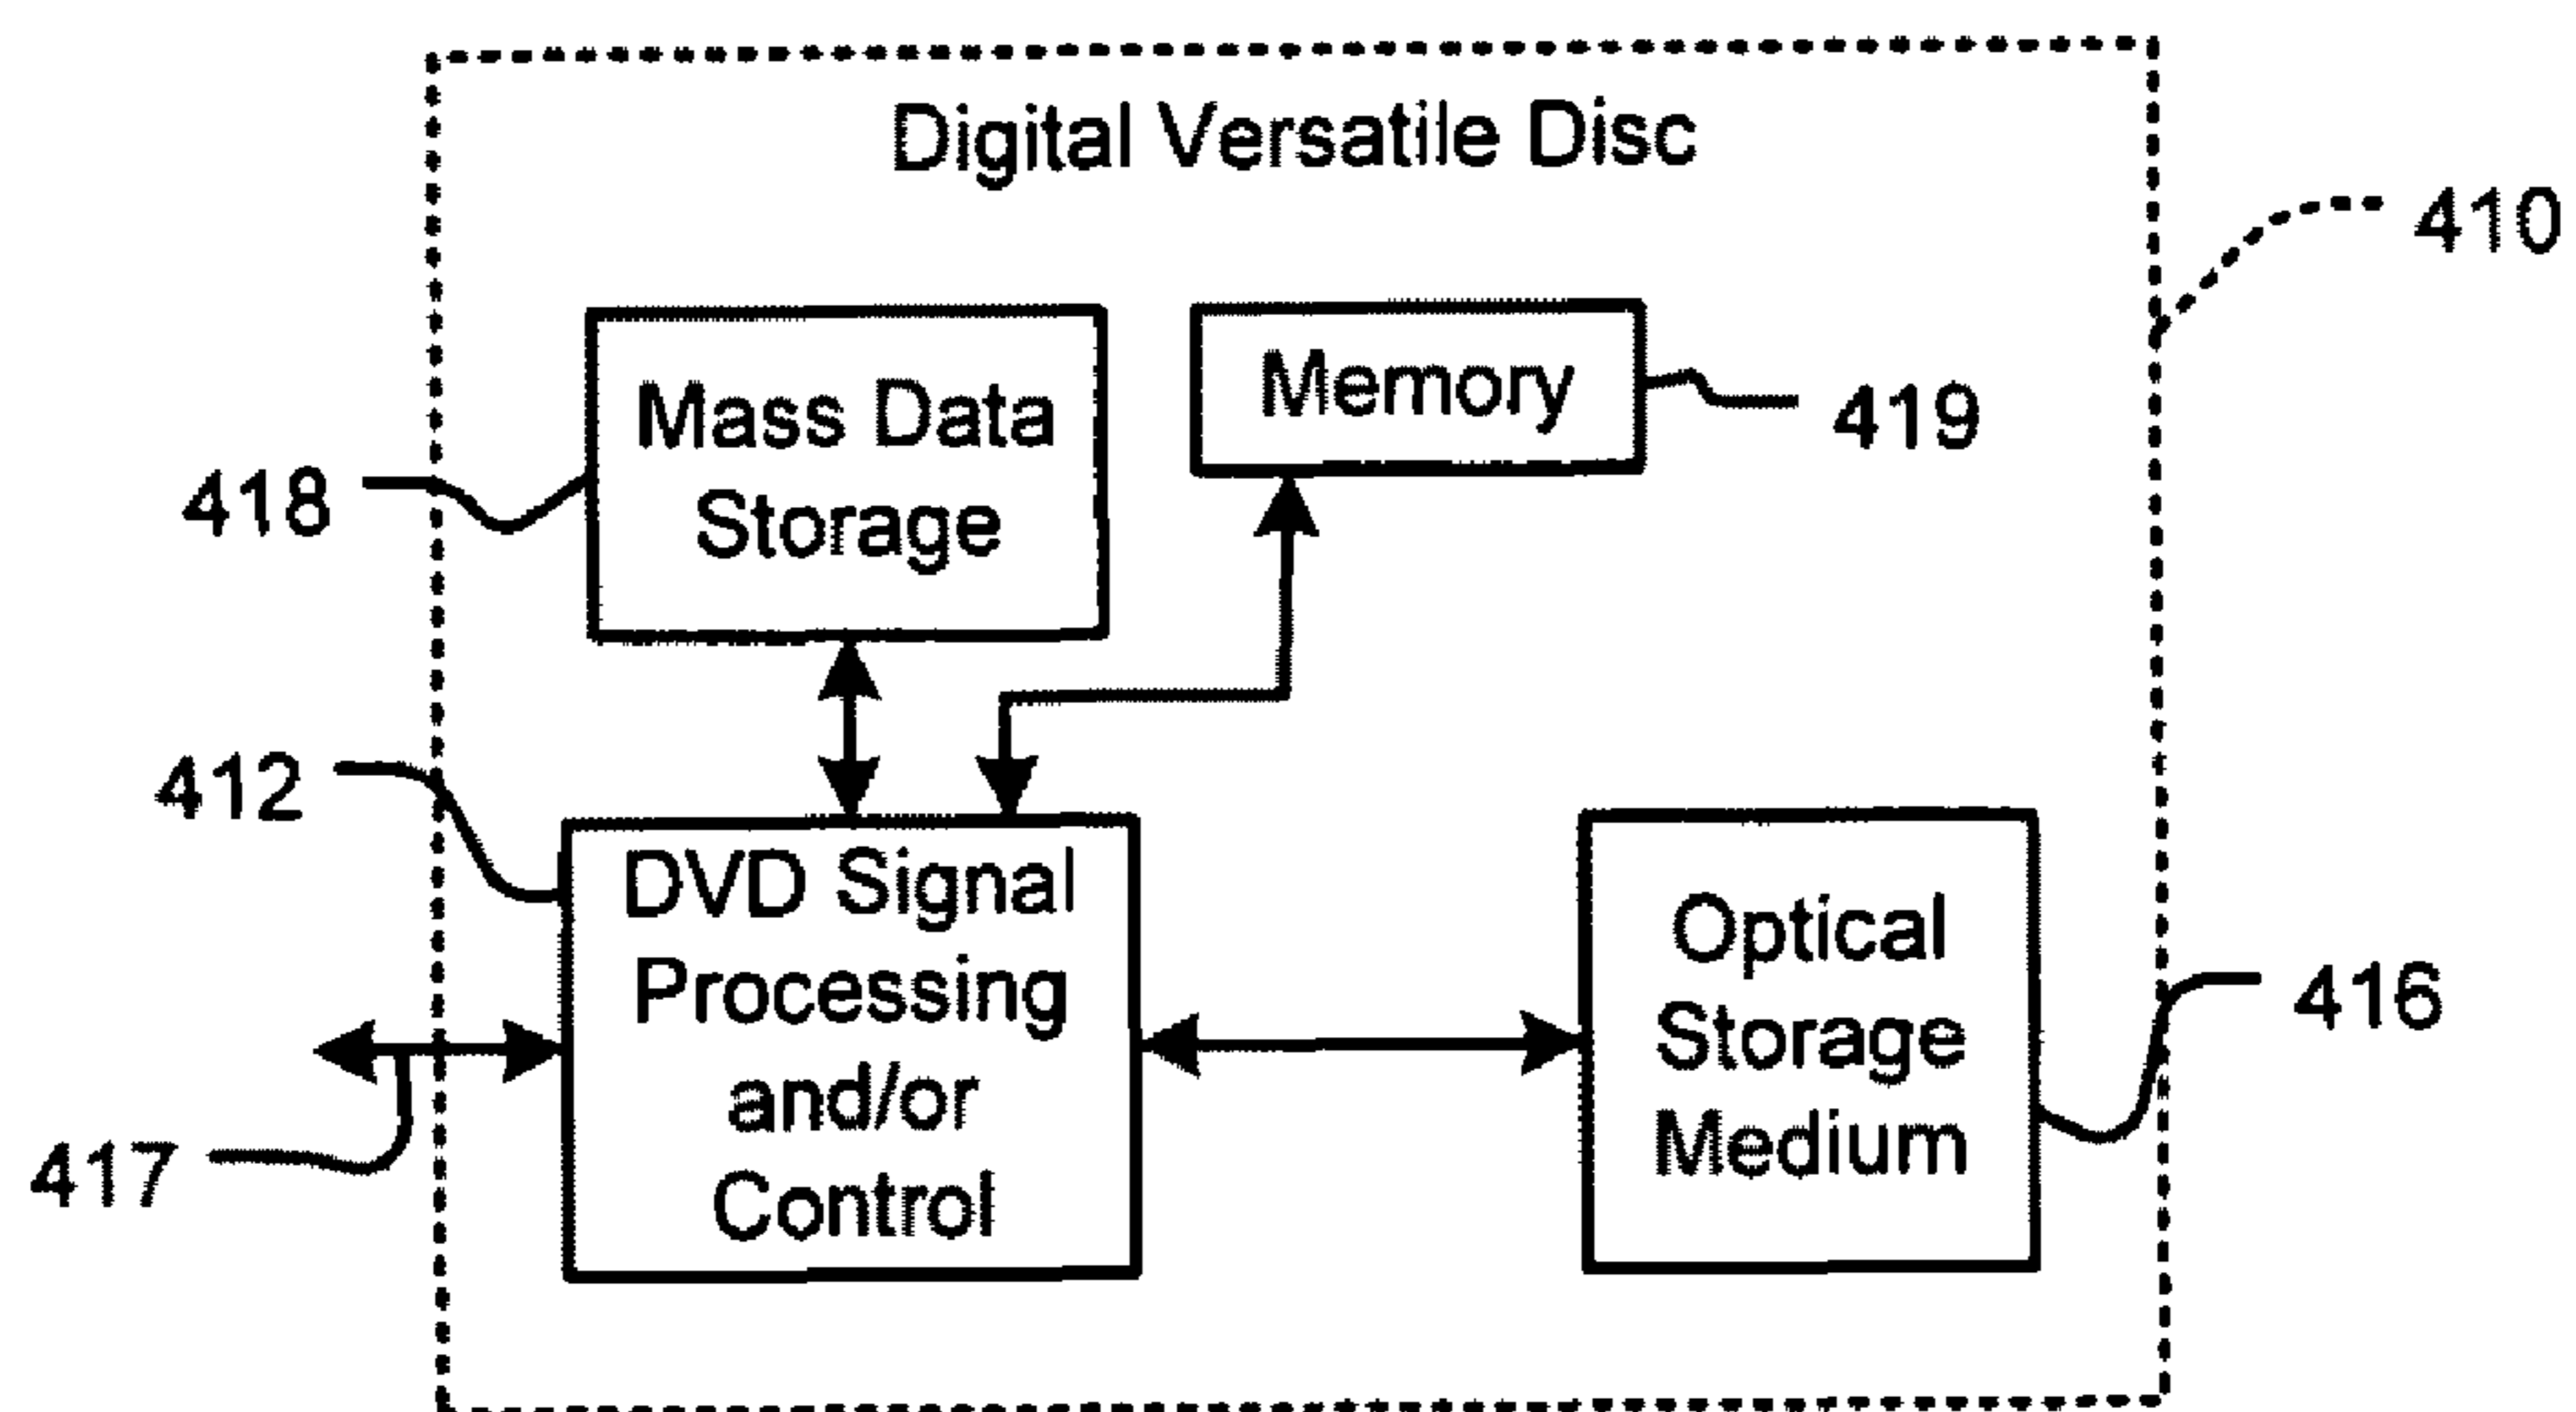 Digital Versatile Disc
410
Mass Data
Storage
Memory
419
418
412
DVD Signal
Processing
and/or
Control
Optical
Storage
Medium
416
417